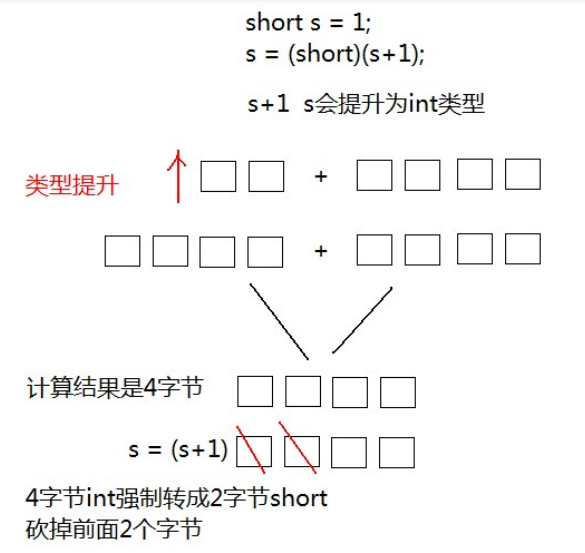 short s = 1;
s = (short)(s+1);
s+1 s会提升为int类型
类型提升
+
+
计算结果是4字节
s = (s+1)
4字节int强制转成2字节short
砍掉前面2个字节